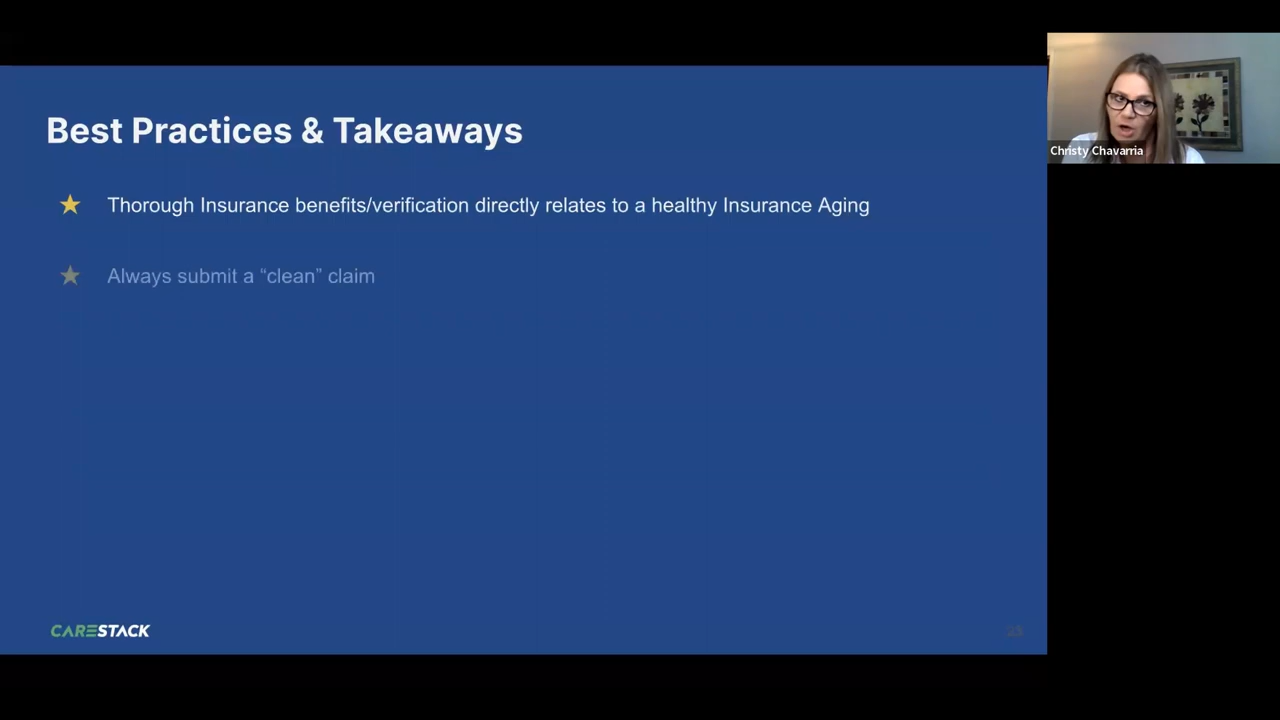 Best Practices & Takeaways
Thorough Insurance benefits/verification directly relates to a healthy Insurance Aging
Always submit a “clean” claim
CARESTACK
Christy Chavarria